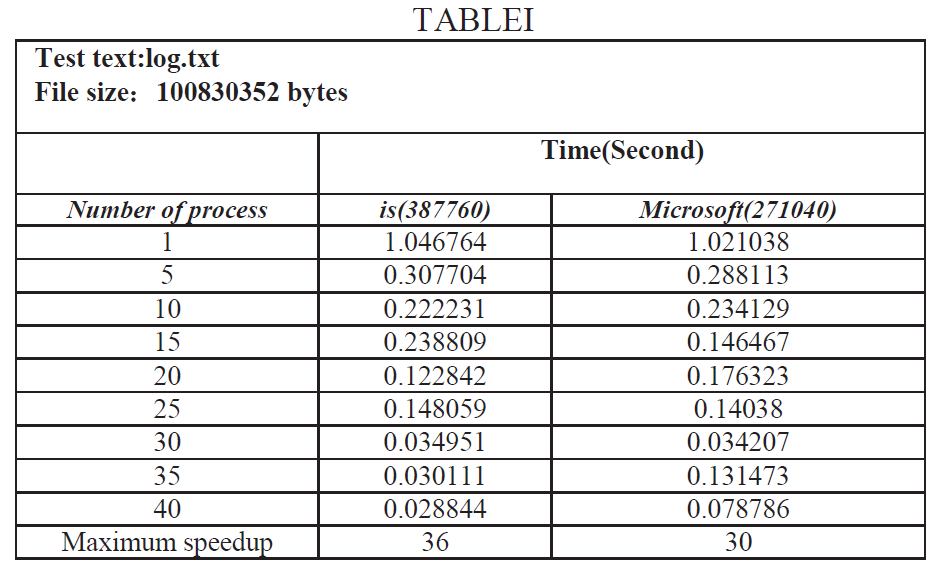 TABLEI
Test text:log.txt
File size：100830352 bytes
Time(Second)
Number of process is(387760) Microsoft(271040)
1 1.046764 1.021038
5 0.307704 0.288113
10 0.222231 0.234129
15 0.238809 0.146467
20 0.122842 0.176323
25 0.148059 0.14038
30 0.034951 0.034207
35 0.030111 0.131473
40 0.028844 0.078786
Maximum speedup 36 30